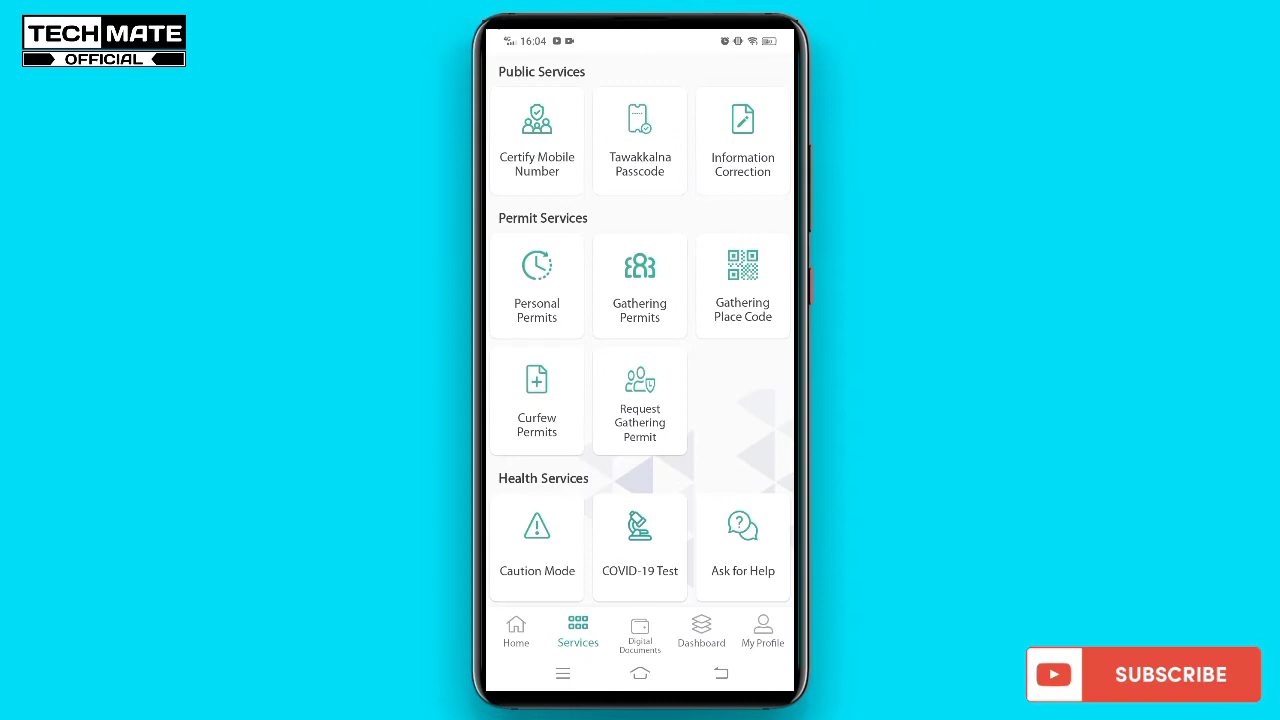 TECH MATE
OFFICIAL
16:04
Public Services
Certify Mobile
Number
Tawakkalna
Passcode
Information
Correction
Permit Services
Personal
Permits
Gathering
Permits
Gathering
Place Code
Curfew
Permits
Request
Gathering
Permit
Health Services
Caution Mode
COVID-19 Test
Ask for Help
Home
Services
Digital
Documents
Dashboard
My Profile
SUBSCRIBE